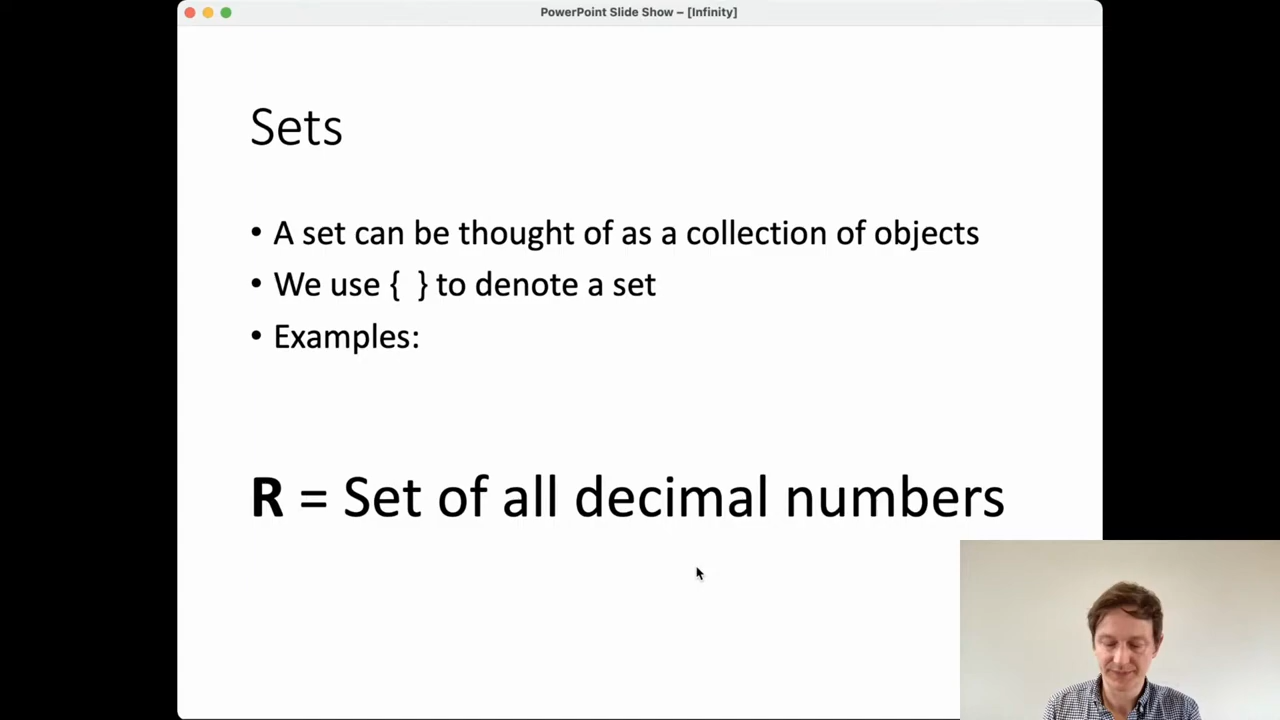 PowerPoint Slide Show – [Infinity]
Sets
• A set can be thought of as a collection of objects
• We use { } to denote a set
• Examples:
R = Set of all decimal numbers